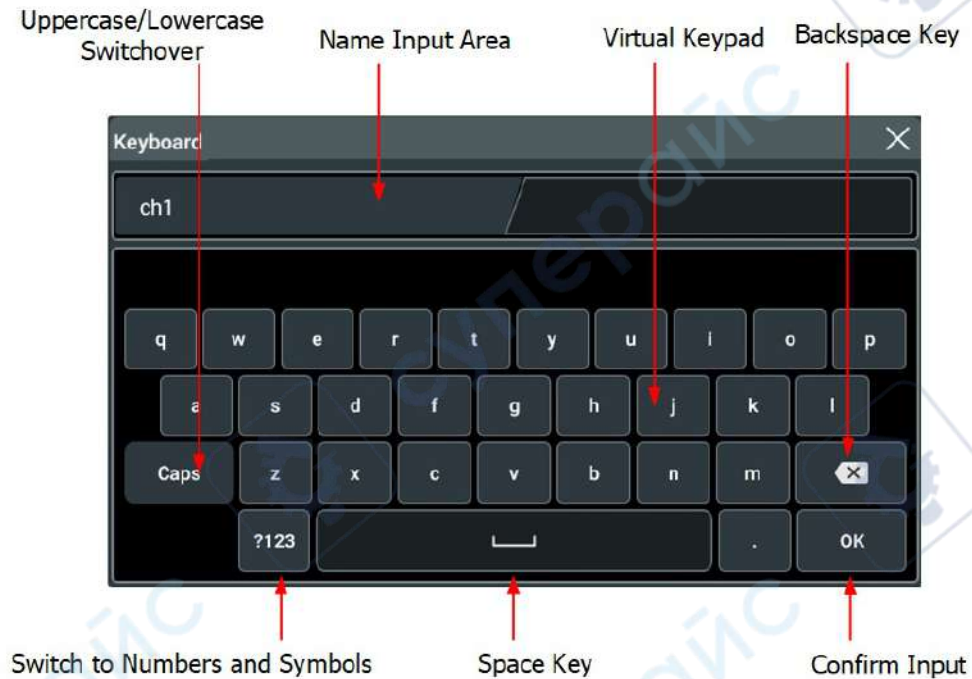 Uppercase/Lowercase
Switchover
Name Input Area
Virtual Keypad
Backspace Key
Keyboard
ch1
q w e r t y u i o p
a s d f g h j k l
Caps z x c v b n m
?123 . OK
Switch to Numbers and Symbols
Space Key
Confirm Input
суперайс